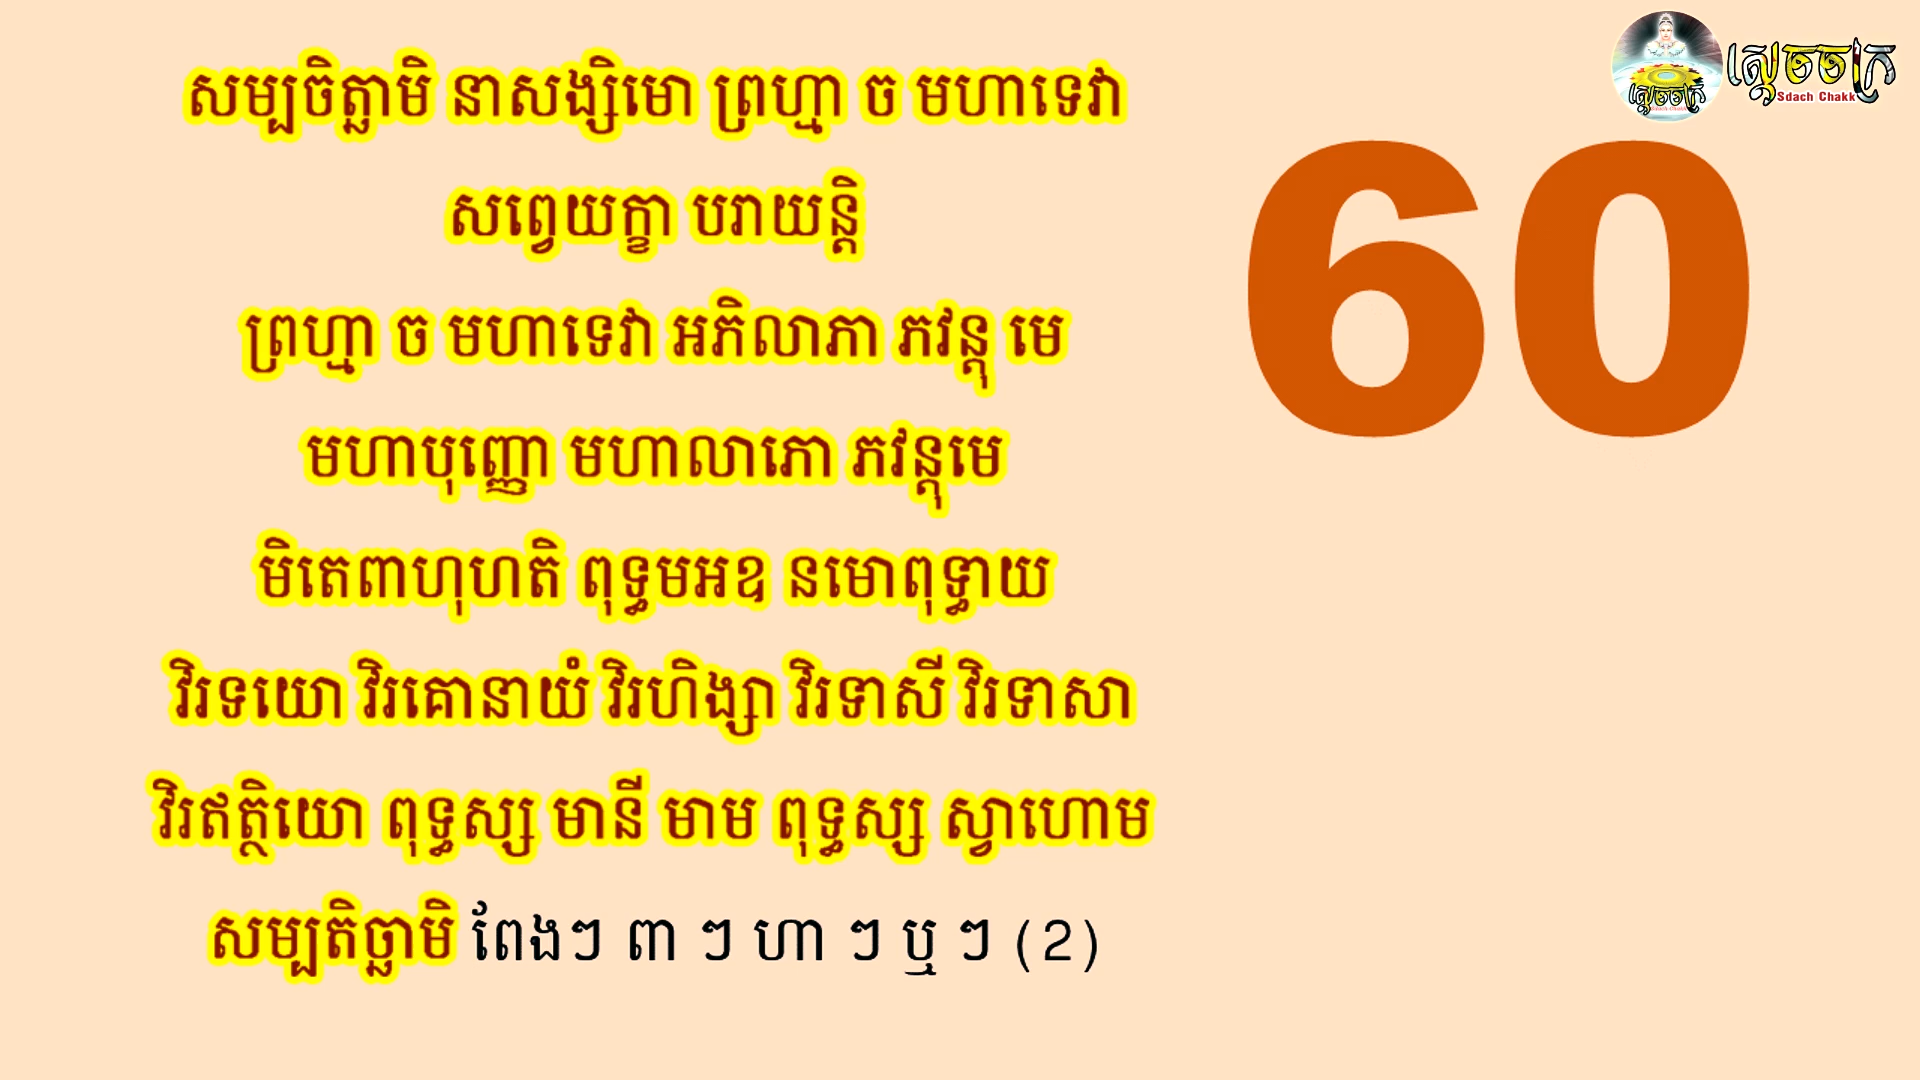 សម្បចិត្ឆាមិ នាសង្សិមោ ព្រហ្មា ច មហាទេវា
សព្វេយក្ខា បរាយន្តិ
ព្រហ្មា ច មហាទេវា អភិលាភា ភវន្តុ មេ
មហាបុញ្ញោ មហាលាភោ ភវន្តុមេ
មិតេពាហុហតិ ពុទ្ធមអឧ នមោពុទ្ធាយ
វិរទយោ វិរគោនាយំ វិរហិង្សា វិរទាសី វិរទាសា
វិរឥត្ថិយោ ពុទ្ធស្ស មានី មាម ពុទ្ធស្ស ស្វាហោម
សម្បតិច្ឆាមិ ពែងៗ ពា ៗ ហា ៗ ឬ ៗ (2)
60
ស្តេចចក្រ
Sdach Chakk
ស្តេចចក្រ